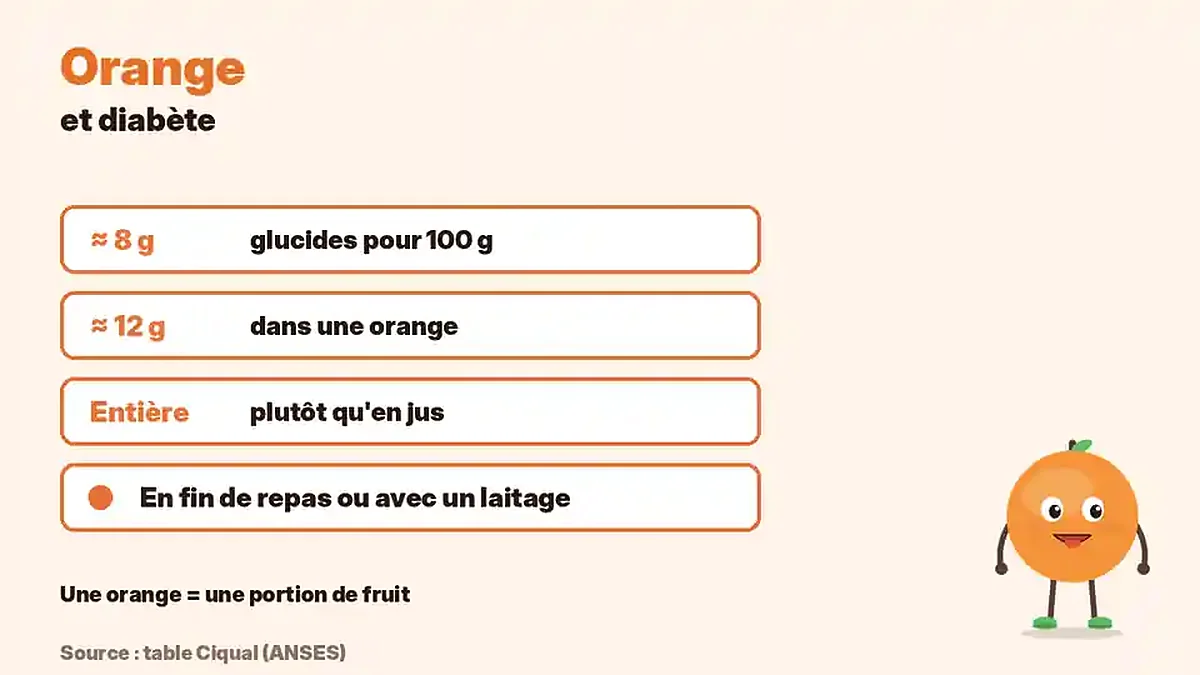 Orange
et diabète
≈ 8 g glucides pour 100 g
≈ 12 g dans une orange
Entière plutôt qu'en jus
En fin de repas ou avec un laitage
Une orange = une portion de fruit
Source : table Ciqual (ANSES)